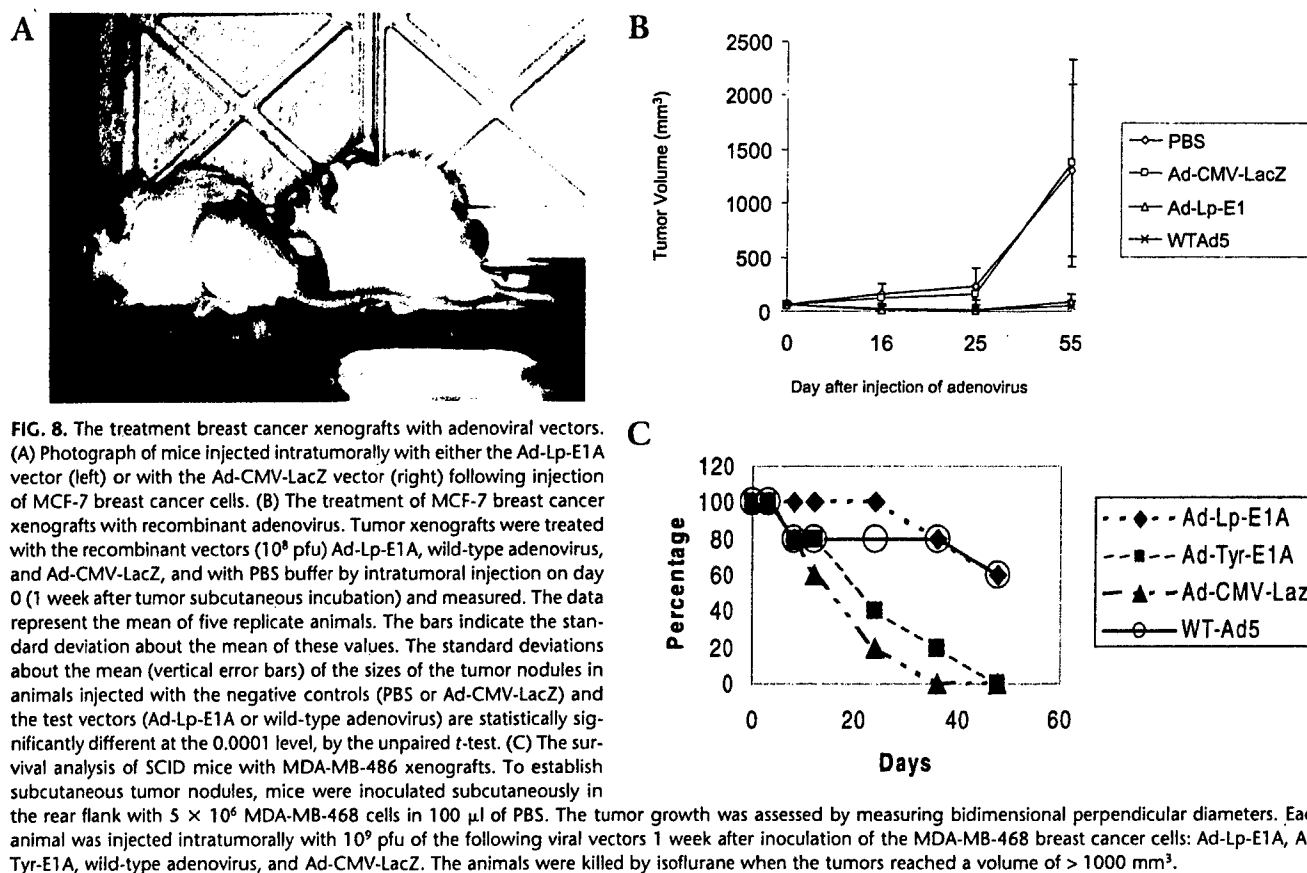 A
B
2500
2000
1500
1000
500
0
Tumor Volume (mm³)
0 16 25 55
Day after injection of adenovirus
PBS
Ad-CMV-LacZ
Ad-Lp-E1
WTAd5
FIG. 8. The treatment breast cancer xenografts with adenoviral vectors.
(A) Photograph of mice injected intratumorally with either the Ad-Lp-E1A
vector (left) or with the Ad-CMV-LacZ vector (right) following injection
of MCF-7 breast cancer cells. (B) The treatment of MCF-7 breast cancer
xenografts with recombinant adenovirus. Tumor xenografts were treated
with the recombinant vectors (10⁸ pfu) Ad-Lp-E1A, wild-type adenovirus,
and Ad-CMV-LacZ, and with PBS buffer by intratumoral injection on day
0 (1 week after tumor subcutaneous incubation) and measured. The data
represent the mean of five replicate animals. The bars indicate the stan-
dard deviation about the mean of these values. The standard deviations
about the mean (vertical error bars) of the sizes of the tumor nodules in
animals injected with the negative controls (PBS or Ad-CMV-LacZ) and
the test vectors (Ad-Lp-E1A or wild-type adenovirus) are statistically sig-
nificantly different at the 0.0001 level, by the unpaired t-test. (C) The sur-
vival analysis of SCID mice with MDA-MB-486 xenografts. To establish
subcutaneous tumor nodules, mice were inoculated subcutaneously in
the rear flank with 5 × 10⁶ MDA-MB-468 cells in 100 μl of PBS. The tumor growth was assessed by measuring bidimensional perpendicular diameters. Eac
animal was injected intratumorally with 10⁹ pfu of the following viral vectors 1 week after inoculation of the MDA-MB-468 breast cancer cells: Ad-Lp-E1A, A
Tyr-E1A, wild-type adenovirus, and Ad-CMV-LacZ. The animals were killed by isoflurane when the tumors reached a volume of > 1000 mm³.
C
120
100
80
60
40
20
0
Percentage
0 20 40 60
Days
Ad-Lp-E1A
Ad-Tyr-E1A
Ad-CMV-Laz
WT-Ad5